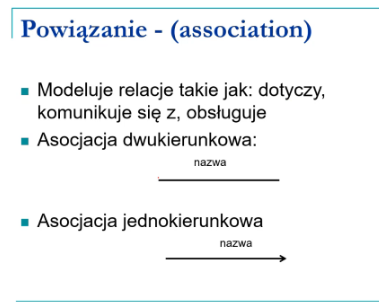 Powiązanie - (association)
Modeluje relacje takie jak: dotyczy,
komunikuje się z, obsługuje
Asocjacja dwukierunkowa:
nazwa
Asocjacja jednokierunkowa
nazwa